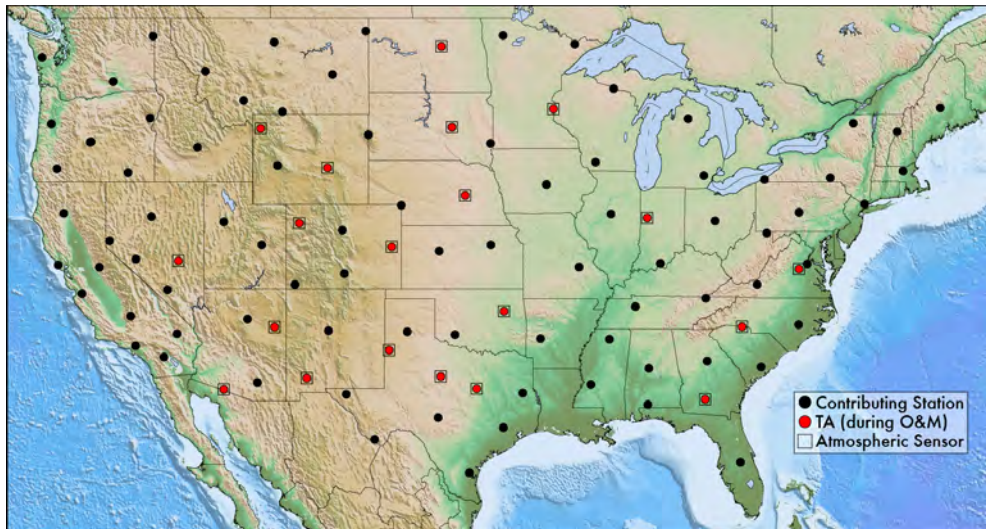 Contributing Station
TA (during O&M)
Atmospheric Sensor